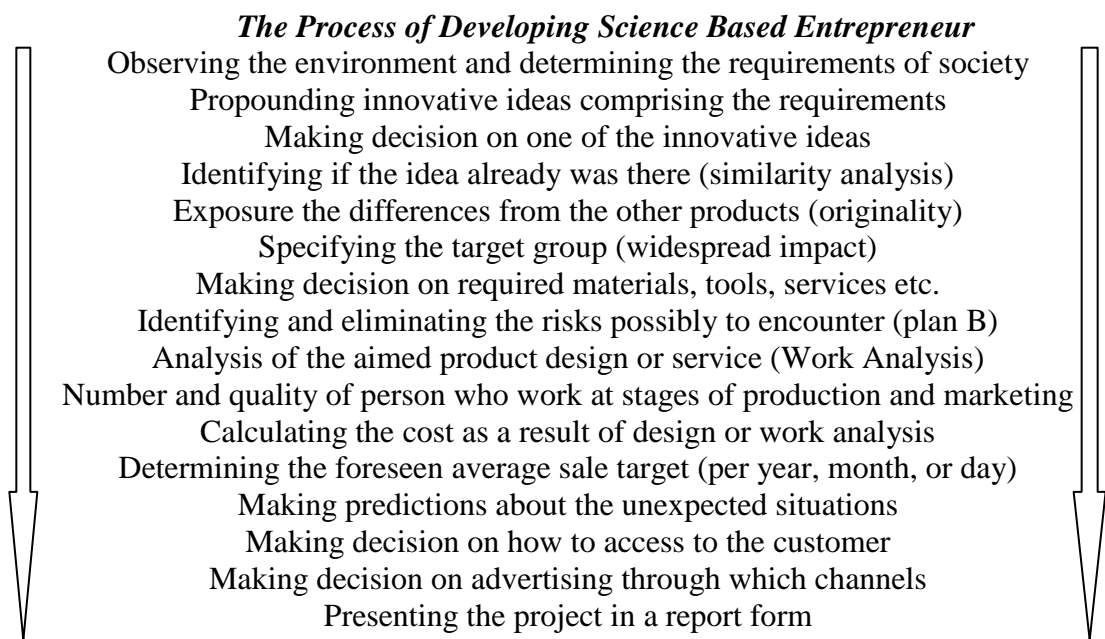 The Process of Developing Science Based Entrepreneur
Observing the environment and determining the requirements of society
Propounding innovative ideas comprising the requirements
Making decision on one of the innovative ideas
Identifying if the idea already was there (similarity analysis)
Exposure the differences from the other products (originality)
Specifying the target group (widespread impact)
Making decision on required materials, tools, services etc.
Identifying and eliminating the risks possibly to encounter (plan B)
Analysis of the aimed product design or service (Work Analysis)
Number and quality of person who work at stages of production and marketing
Calculating the cost as a result of design or work analysis
Determining the foreseen average sale target (per year, month, or day)
Making predictions about the unexpected situations
Making decision on how to access to the customer
Making decision on advertising through which channels
Presenting the project in a report form